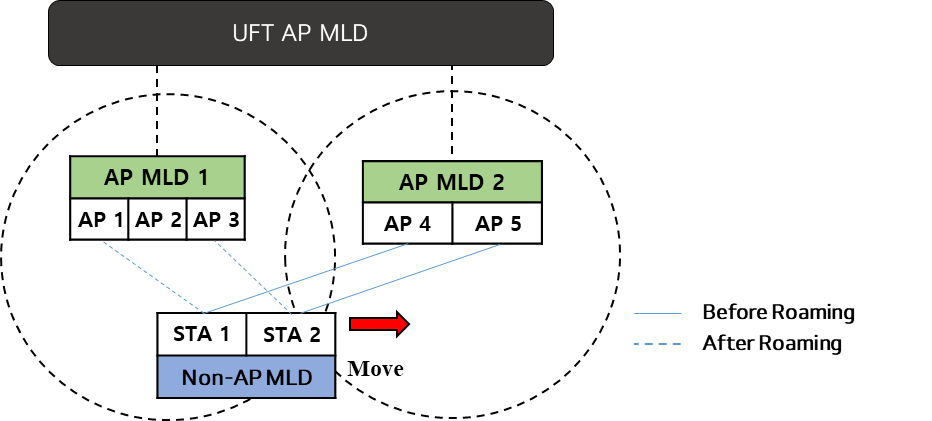 UFT AP MLD
AP MLD 1
AP 1 AP 2 AP 3
AP MLD 2
AP 4 AP 5
STA 1 STA 2
Non-AP MLD
Move
Before Roaming
After Roaming